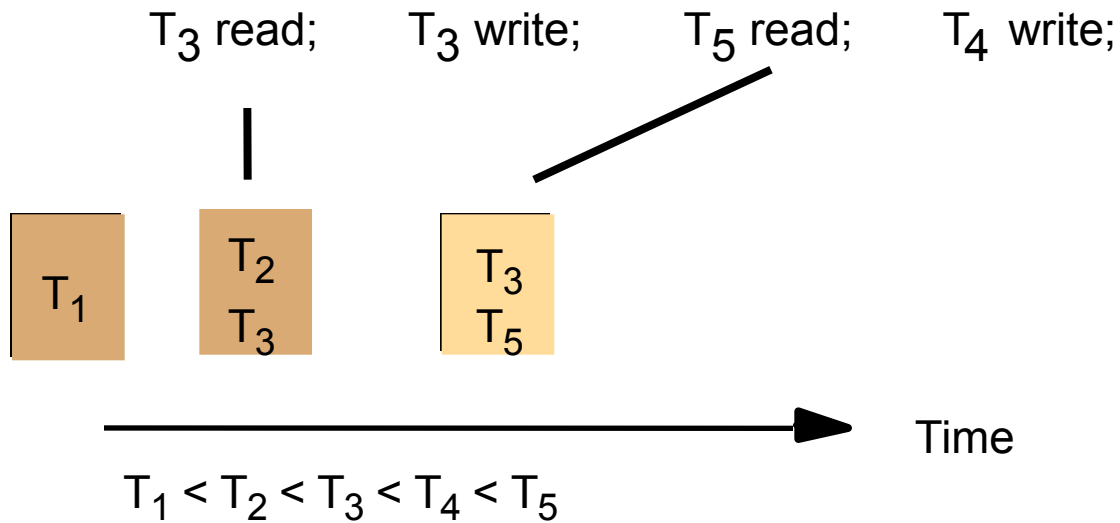 T₃ read; T₃ write; T₅ read; T₄ write;
T₁
T₂
T₃
T₃
T₅
Time
T₁ < T₂ < T₃ < T₄ < T₅